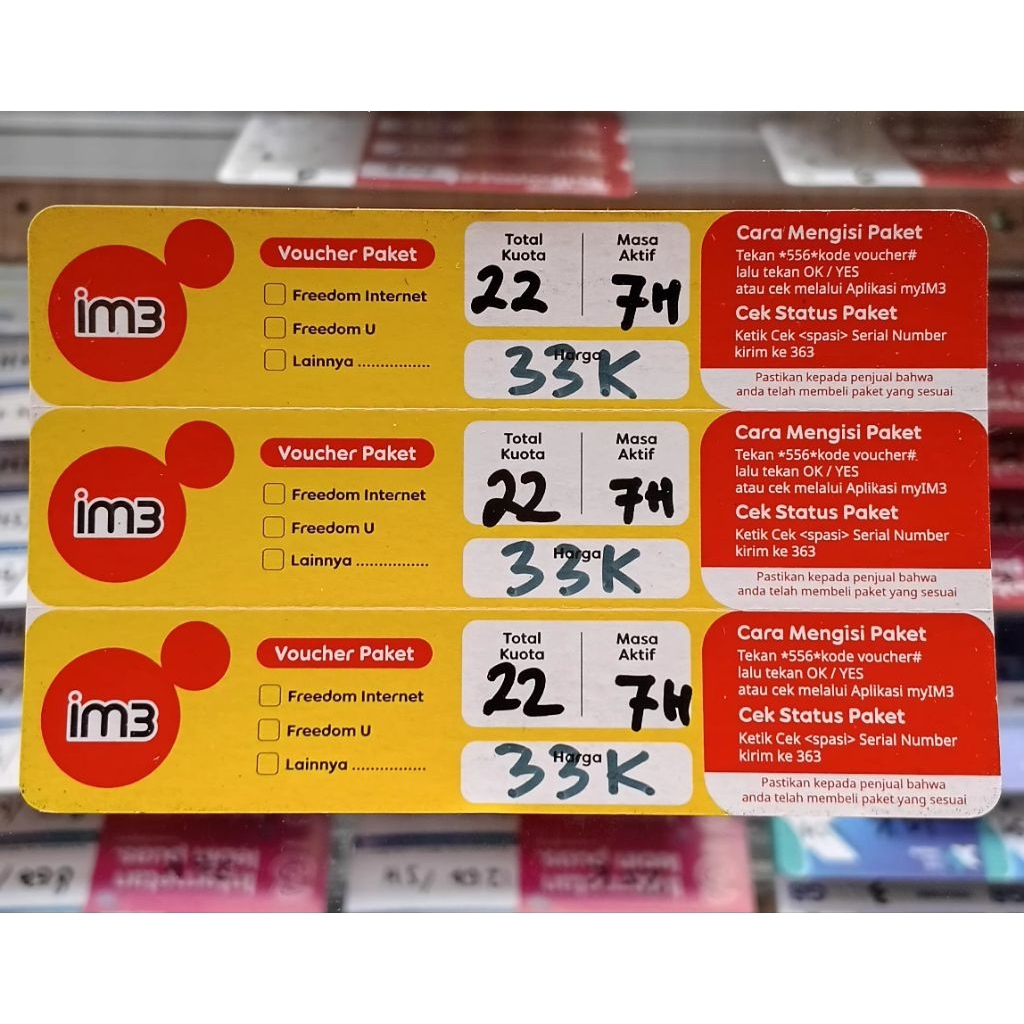 im3
Voucher Paket
Freedom Internet
Freedom U
Lainnya ................
Total Kuota
22
Masa Aktif
7H
Harga
33K
Cara Mengisi Paket
Tekan *556*kode voucher#
lalu tekan OK / YES
atau cek melalui Aplikasi myIM3
Cek Status Paket
Ketik Cek <spasi> Serial Number
kirim ke 363
Pastikan kepada penjual bahwa
anda telah membeli paket yang sesuai
im3
Voucher Paket
Freedom Internet
Freedom U
Lainnya ................
Total Kuota
22
Masa Aktif
7H
Harga
33K
Cara Mengisi Paket
Tekan *556*kode voucher#
lalu tekan OK / YES
atau cek melalui Aplikasi myIM3
Cek Status Paket
Ketik Cek <spasi> Serial Number
kirim ke 363
Pastikan kepada penjual bahwa
anda telah membeli paket yang sesuai
im3
Voucher Paket
Freedom Internet
Freedom U
Lainnya ................
Total Kuota
22
Masa Aktif
7H
Harga
33K
Cara Mengisi Paket
Tekan *556*kode voucher#
lalu tekan OK / YES
atau cek melalui Aplikasi myIM3
Cek Status Paket
Ketik Cek <spasi> Serial Number
kirim ke 363
Pastikan kepada penjual bahwa
anda telah membeli paket yang sesuai